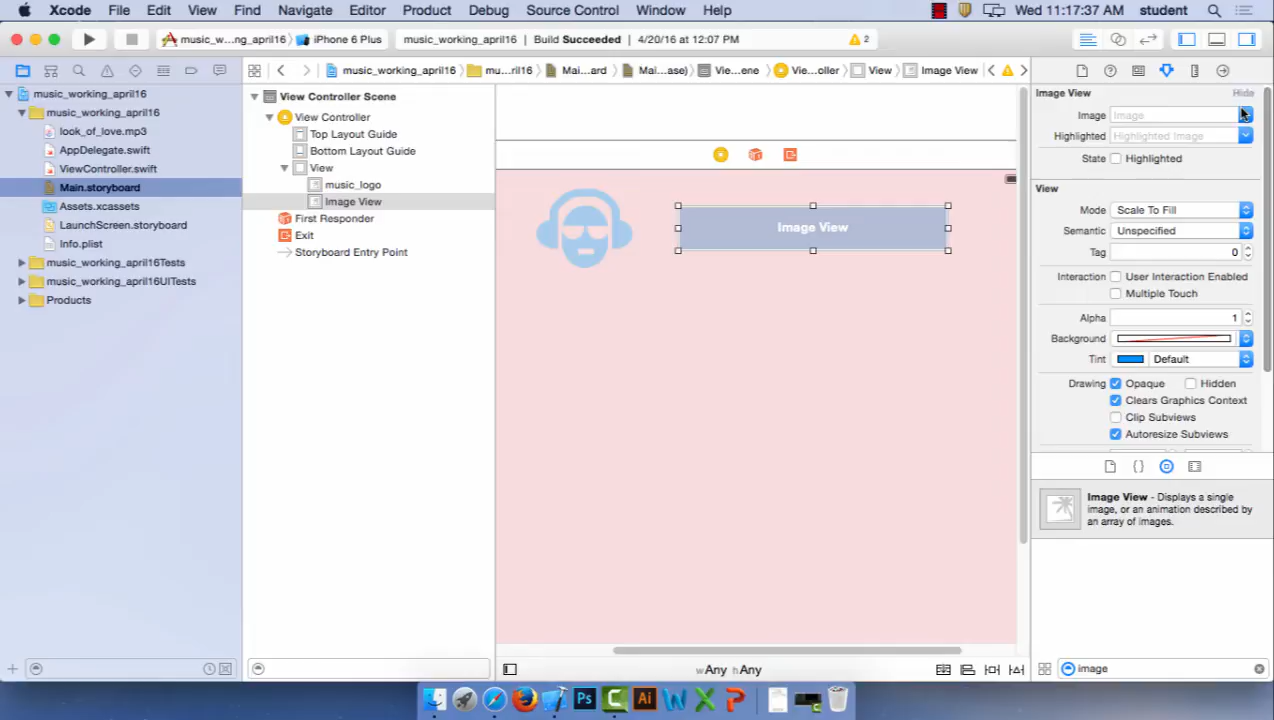 Xcode File Edit View Find Navigate Editor Product Debug Source Control Window Help Wed 11:17:37 AM student
music_w...ng_april16 iPhone 6 Plus music_working_april16 Build Succeeded 4/20/16 at 12:07 PM 2
music_working_april16 mu...ril16 Mai...ard Mai...ase) Vie...ene Vie...oller View Image View
music_working_april16
music_working_april16
look_of_love.mp3
AppDelegate.swift
ViewController.swift
Main.storyboard
Assets.xcassets
LaunchScreen.storyboard
Info.plist
music_working_april16Tests
music_working_april16UITests
Products
View Controller Scene
View Controller
Top Layout Guide
Bottom Layout Guide
View
music_logo
Image View
First Responder
Exit
Storyboard Entry Point
Image View
wAny hAny
Image View Hide
Image Image
Highlighted Highlighted Image
State Highlighted
View
Mode Scale To Fill
Semantic Unspecified
Tag 0
Interaction User Interaction Enabled
Multiple Touch
Alpha 1
Background
Tint Default
Drawing Opaque Hidden
Clears Graphics Context
Clip Subviews
Autoresize Subviews
{ }
Image View - Displays a single
image, or an animation described by
an array of images.
image
Ps Ai W X P